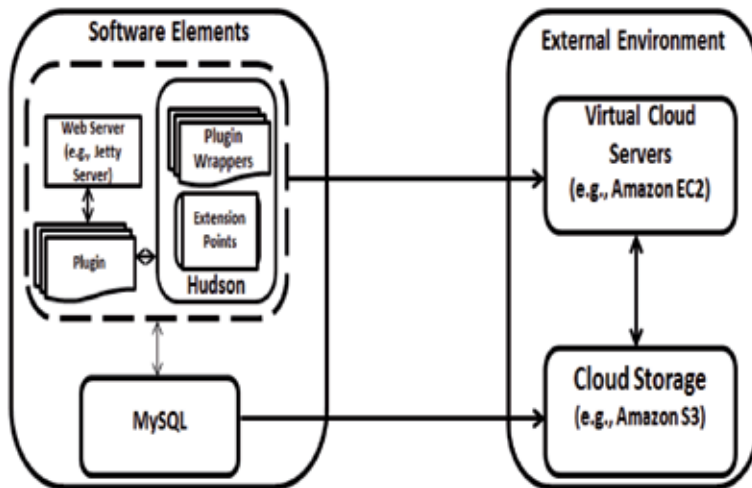 Software Elements
Web Server
(e.g., Jetty
Server)
Plugin
Plugin
Wrappers
Extension
Points
Hudson
MySQL
External Environment
Virtual Cloud
Servers
(e.g., Amazon EC2)
Cloud Storage
(e.g., Amazon S3)